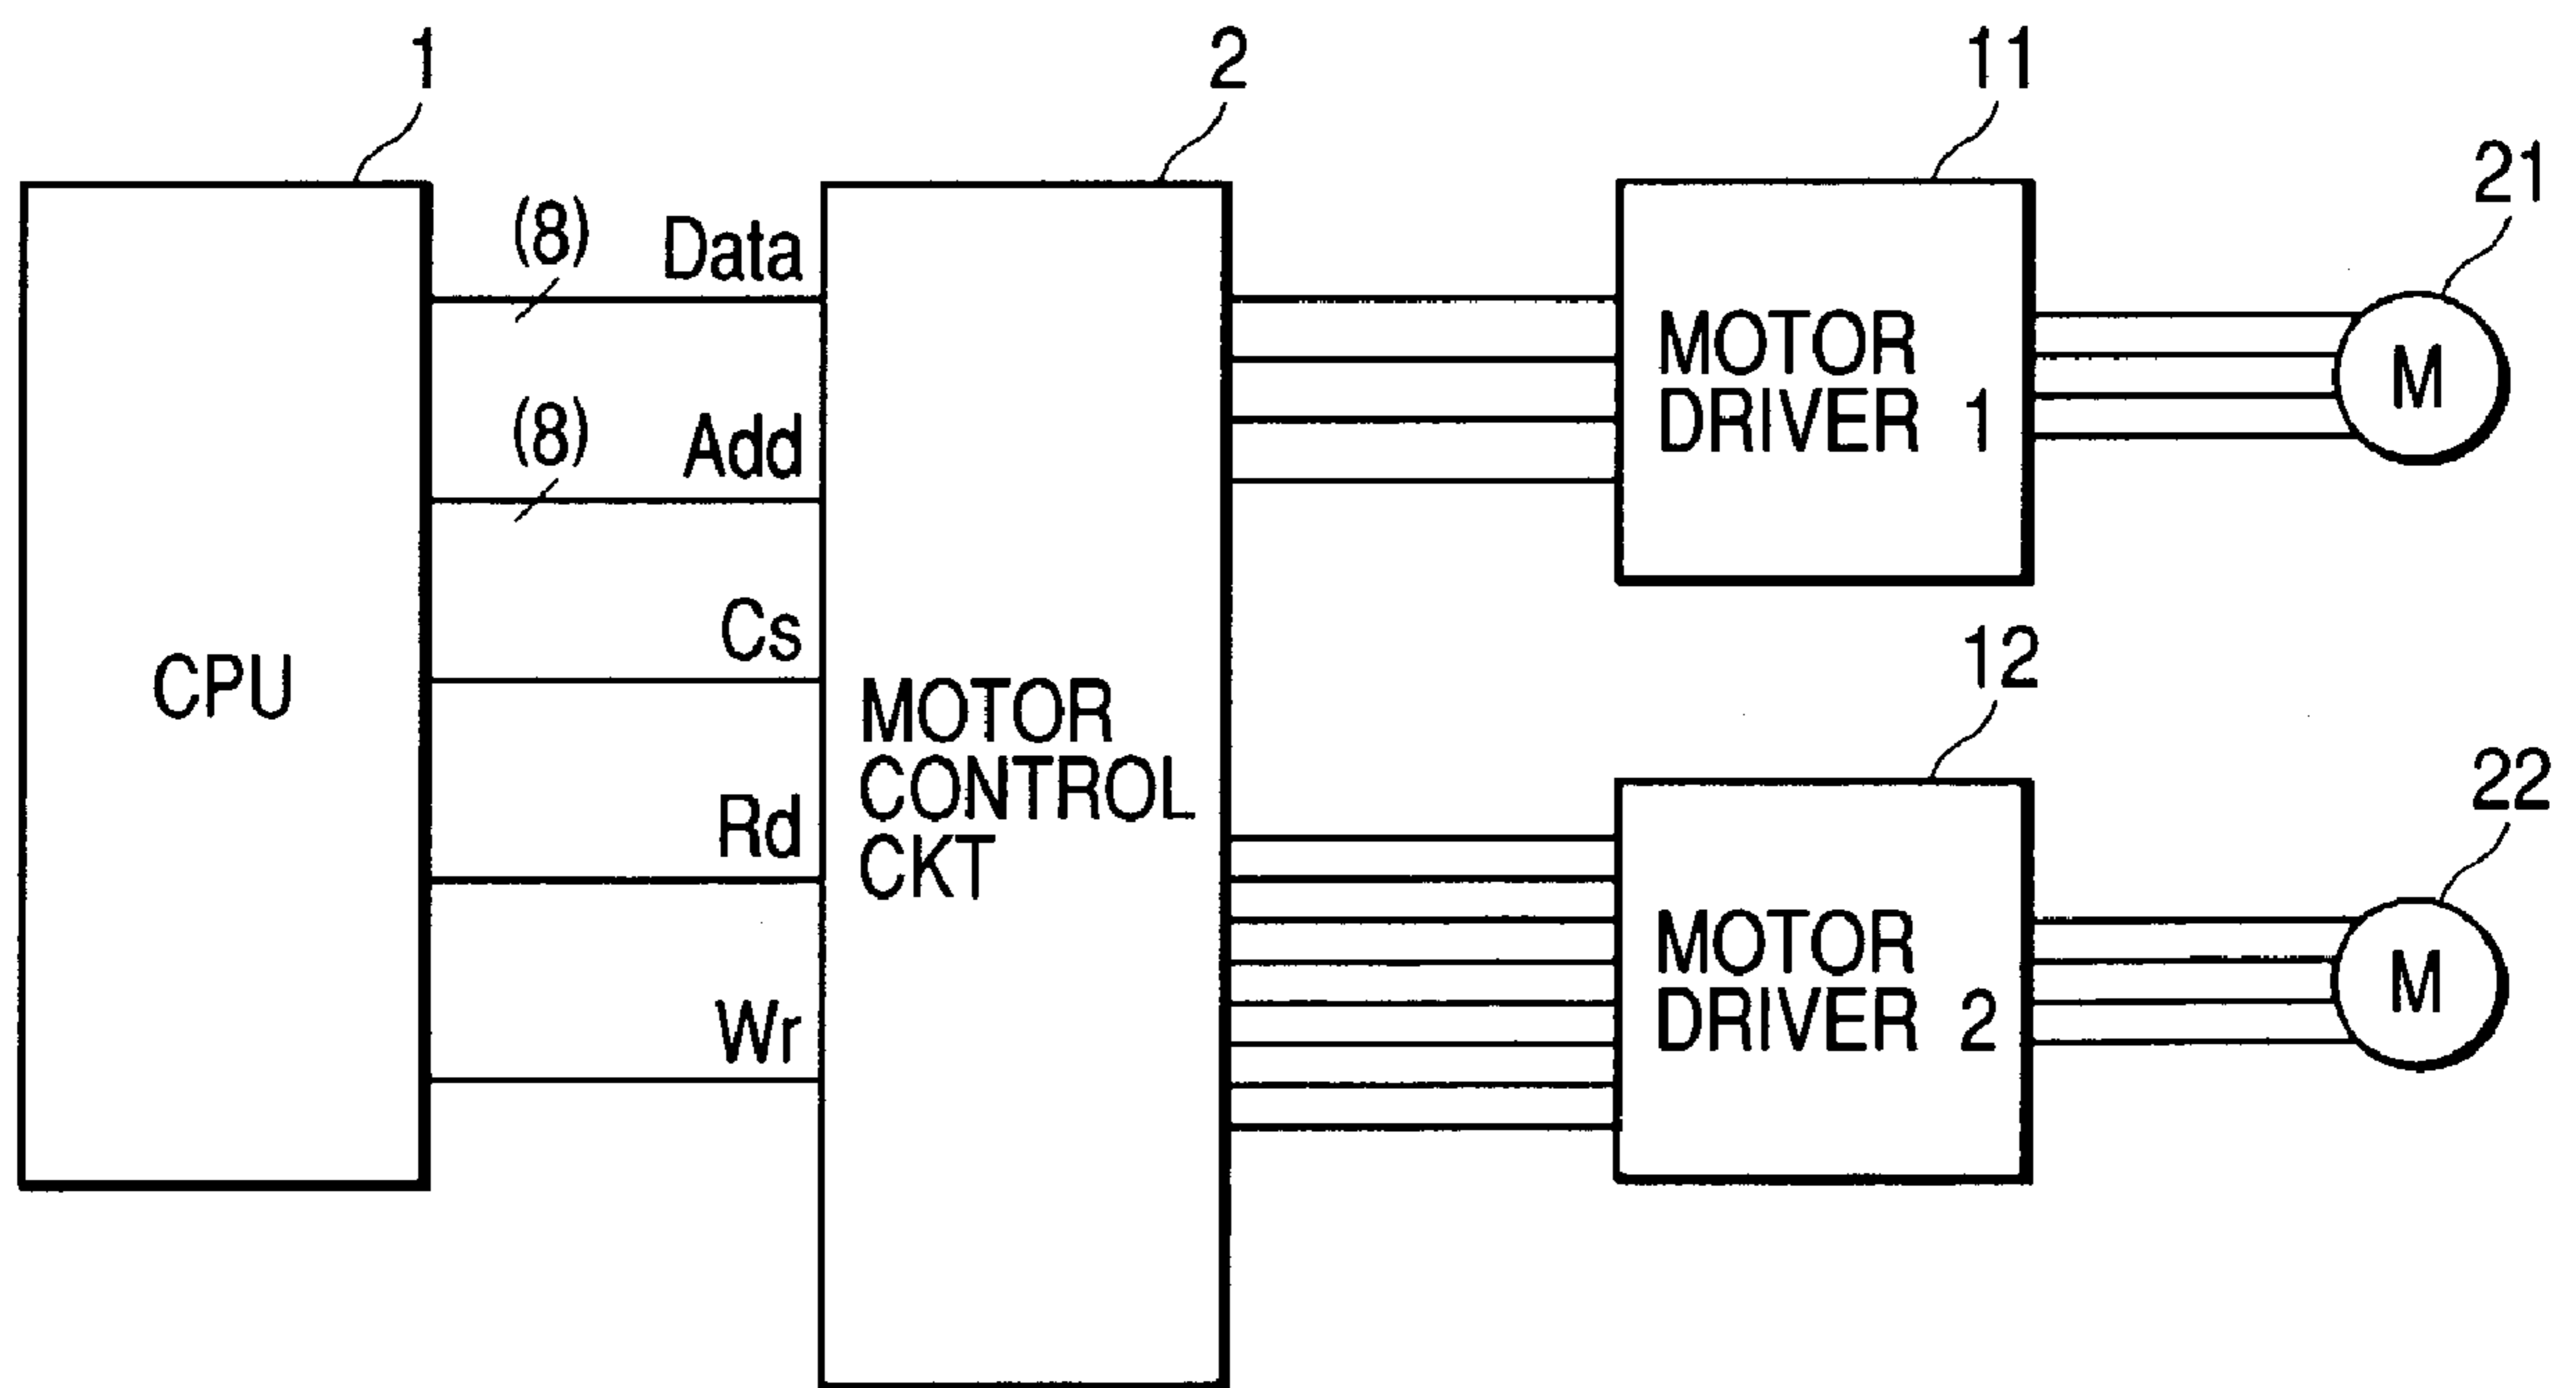 1
2
11
21
(8)
Data
(8)
Add
Cs
Rd
Wr
CPU
MOTOR
CONTROL
CKT
MOTOR
DRIVER 1
M
12
22
MOTOR
DRIVER 2
M